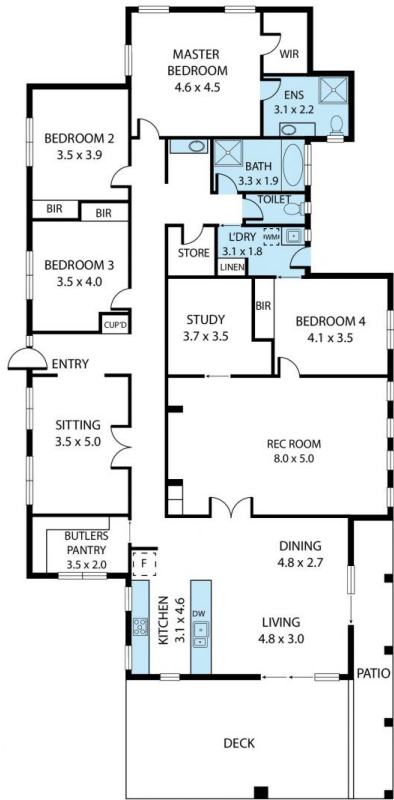 MASTER
BEDROOM
4.6 x 4.5
WIR
ENS
3.1 x 2.2
BEDROOM 2
3.5 x 3.9
BATH
3.3 x 1.9
TOILET
BIR
BIR
L'DRY
3.1 x 1.8
WM
STORE
LINEN
BEDROOM 3
3.5 x 4.0
CUP'D
STUDY
3.7 x 3.5
BIR
BEDROOM 4
4.1 x 3.5
ENTRY
SITTING
3.5 x 5.0
REC ROOM
8.0 x 5.0
BUTLERS
PANTRY
3.5 x 2.0
F
DINING
4.8 x 2.7
KITCHEN
3.1 x 4.6
DW
LIVING
4.8 x 3.0
PATIO
DECK